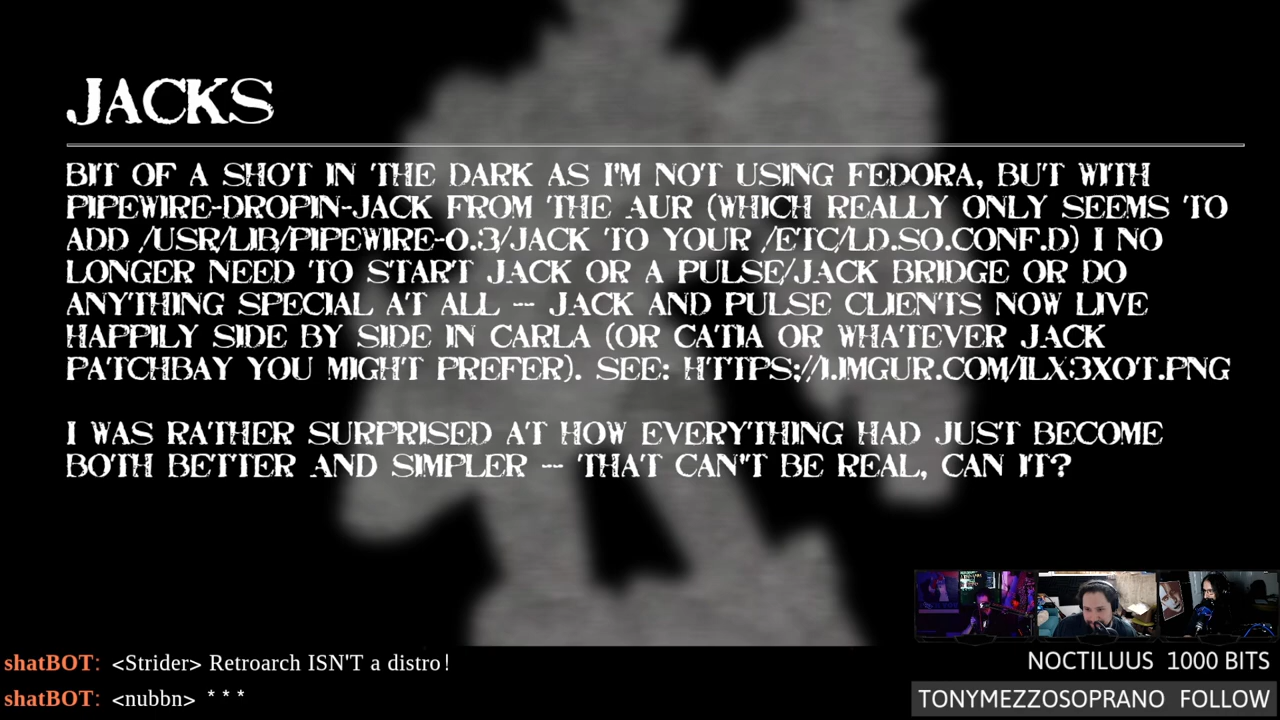 JACKS
BIT OF A SHOT IN THE DARK AS I'M NOT USING FEDORA, BUT WITH
PIPEWIRE-DROPIN-JACK FROM THE AUR (WHICH REALLY ONLY SEEMS TO
ADD /USR/LIB/PIPEWIRE-0.3/JACK TO YOUR /ETC/LD.SO.CONF.D) I NO
LONGER NEED TO START JACK OR A PULSE/JACK BRIDGE OR DO
ANYTHING SPECIAL AT ALL -- JACK AND PULSE CLIENTS NOW LIVE
HAPPILY SIDE BY SIDE IN CARLA (OR CATIA OR WHATEVER JACK
PATCHBAY YOU MIGHT PREFER). SEE: HTTPS://I.IMGUR.COM/ILX3XOT.PNG
I WAS RATHER SURPRISED AT HOW EVERYTHING HAD JUST BECOME
BOTH BETTER AND SIMPLER -- THAT CAN'T BE REAL, CAN IT?
shatBOT: <Strider> Retroarch ISN'T a distro!
shatBOT: <nubbn> * * *
NOCTILUUS 1000 BITS
TONYMEZZOSOPRANO FOLLOW